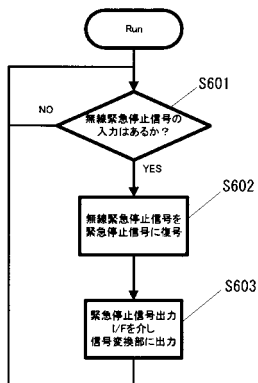 Run
S601
NO
無線緊急停止信号の
入力はあるか？
YES
S602
無線緊急停止信号を
緊急停止信号に復号
S603
緊急停止信号出力
I/Fを介し
信号変換部に出力